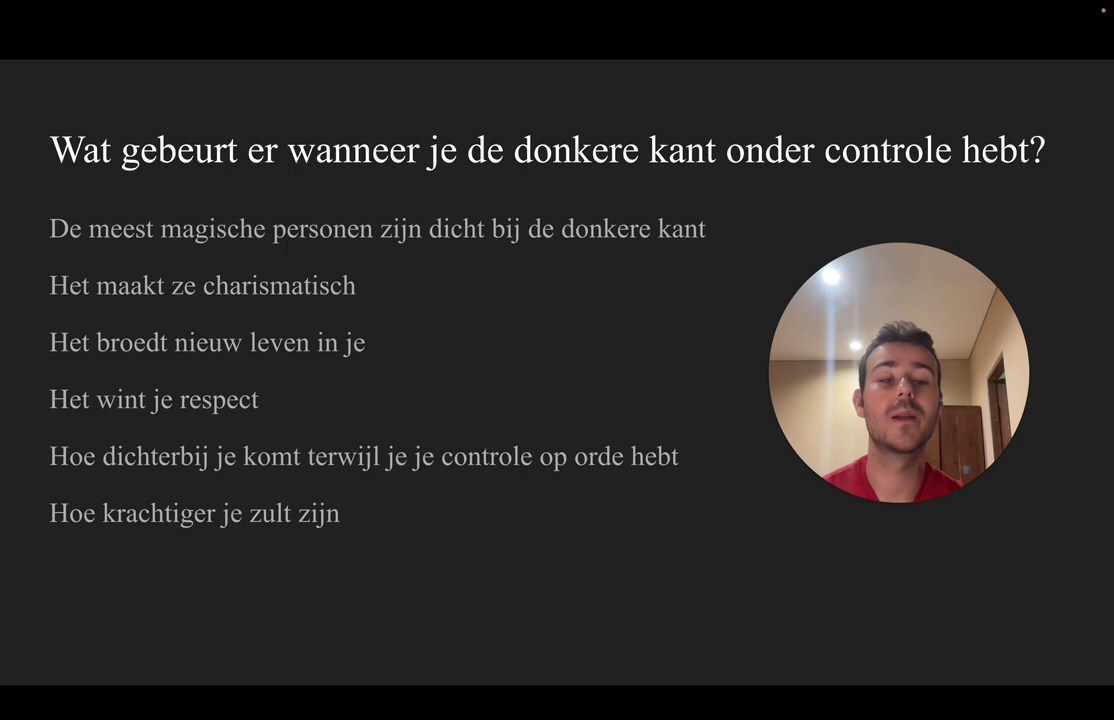 Wat gebeurt er wanneer je de donkere kant onder controle hebt?
De meest magische personen zijn dicht bij de donkere kant
Het maakt ze charismatisch
Het broedt nieuw leven in je
Het wint je respect
Hoe dichterbij je komt terwijl je je controle op orde hebt
Hoe krachtiger je zult zijn